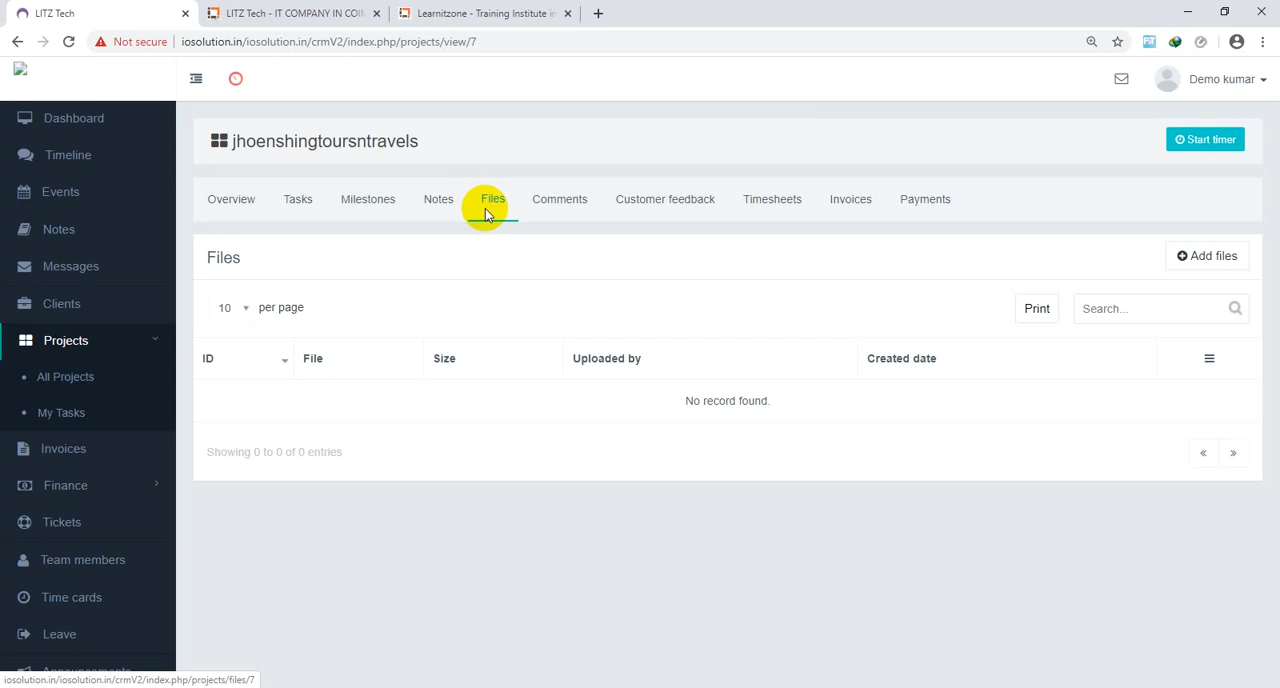 LITZ Tech
LITZ Tech - IT COMPANY IN COI
Learnitzone - Training Institute in
Not secure
iosolution.in/iosolution.in/crmV2/index.php/projects/view/7
Demo kumar
Dashboard
Timeline
Events
Notes
Messages
Clients
Projects
All Projects
My Tasks
Invoices
Finance
Tickets
Team members
Time cards
Leave
Announcements
jhoenshingtoursntravels
Start timer
Overview
Tasks
Milestones
Notes
Files
Comments
Customer feedback
Timesheets
Invoices
Payments
Files
Add files
10 per page
Print
Search...
ID
File
Size
Uploaded by
Created date
No record found.
Showing 0 to 0 of 0 entries
« »
iosolution.in/iosolution.in/crmV2/index.php/projects/files/7